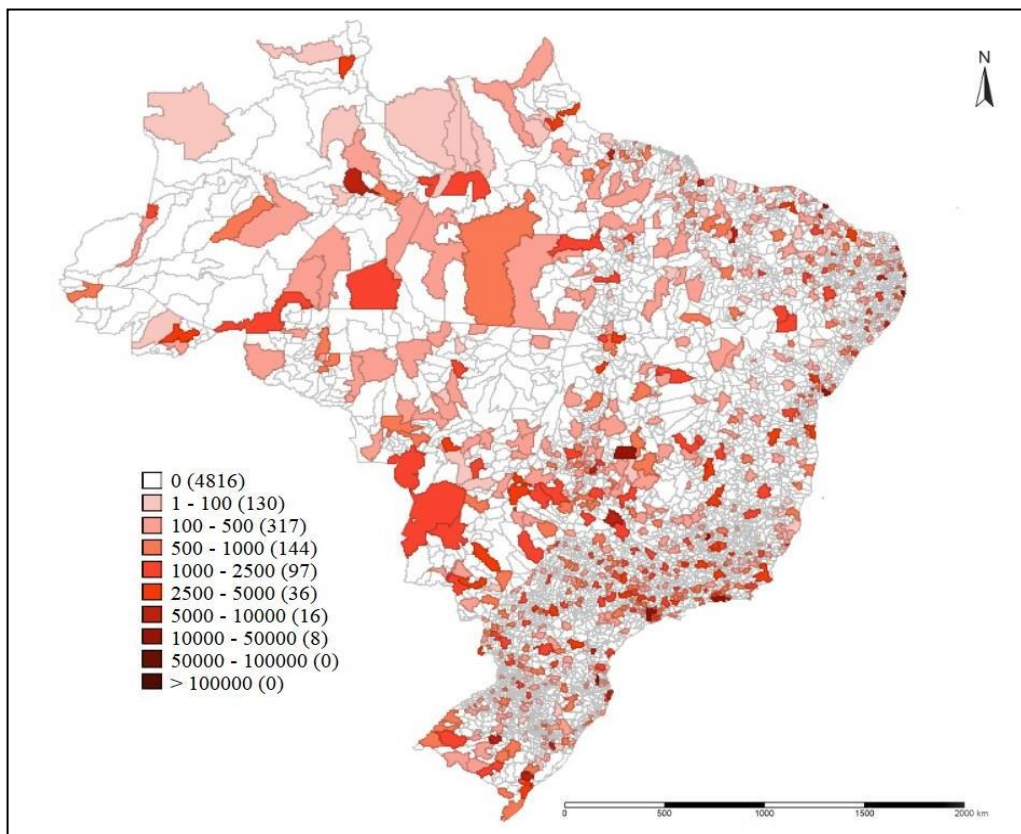 N
0 (4816)
1 - 100 (130)
100 - 500 (317)
500 - 1000 (144)
1000 - 2500 (97)
2500 - 5000 (36)
5000 - 10000 (16)
10000 - 50000 (8)
50000 - 100000 (0)
> 100000 (0)
0 500 1000 1500 2000 km